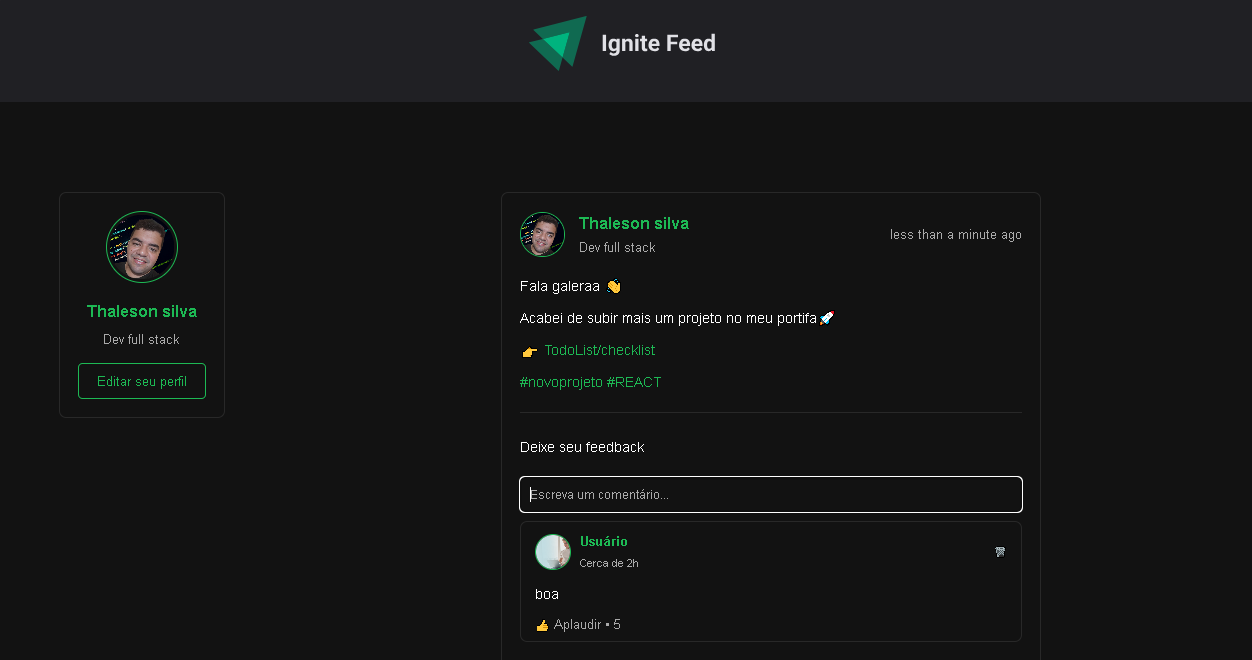 Ignite Feed
Thaleson silva
Dev full stack
Editar seu perfil
Thaleson silva
Dev full stack
less than a minute ago
Fala galeraa 👏
Acabei de subir mais um projeto no meu portifa🚀
👉 TodoList/checklist
#novoprojeto #REACT
Deixe seu feedback
Escreva um comentário...
Usuário
Cerca de 2h
boa
👍 Aplaudir • 5